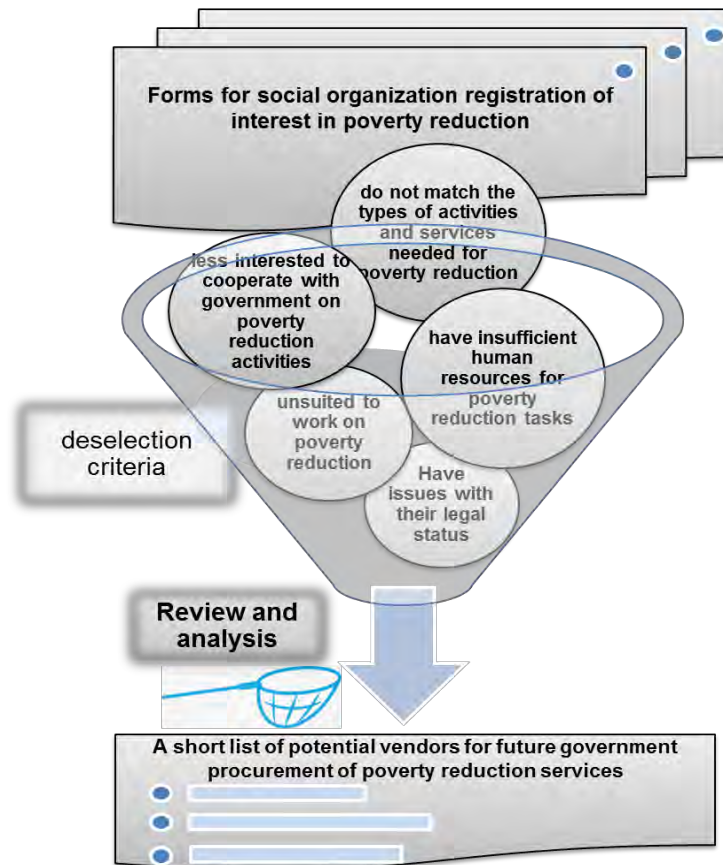 Forms for social organization registration of
interest in poverty reduction
do not match the
types of activities
and services
needed for
poverty reduction
less interested to
cooperate with
government on
poverty
reduction
activities
have insufficient
human
resources for
poverty
reduction tasks
unsuited to
work on
poverty
reduction
Have
issues with
their legal
status
deselection
criteria
Review and
analysis
A short list of potential vendors for future government
procurement of poverty reduction services